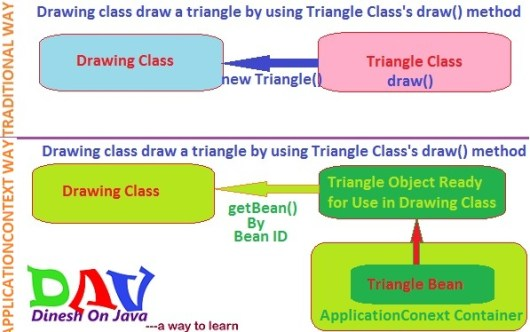 Drawing class draw a triangle by using Triangle Class's draw() method
TRADITIONAL WAY
Drawing Class
new Triangle()
Triangle Class
draw()
Drawing class draw a triangle by using Triangle Class's draw() method
APPLICATIONCONTEXT WAY
Drawing Class
getBean()
By
Bean ID
Triangle Object Ready
for Use in Drawing Class
Triangle Bean
ApplicationConext Container
DAV
Dinesh On Java
---a way to learn